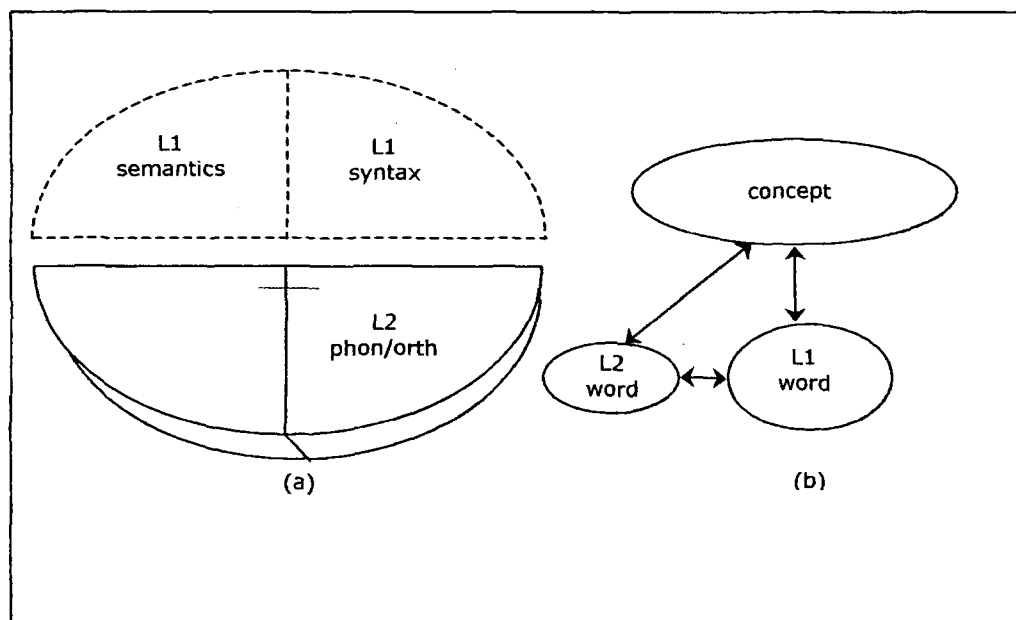 L1
semantics
L1
syntax
L2
phon/orth
(a)
concept
L2
word
L1
word
(b)